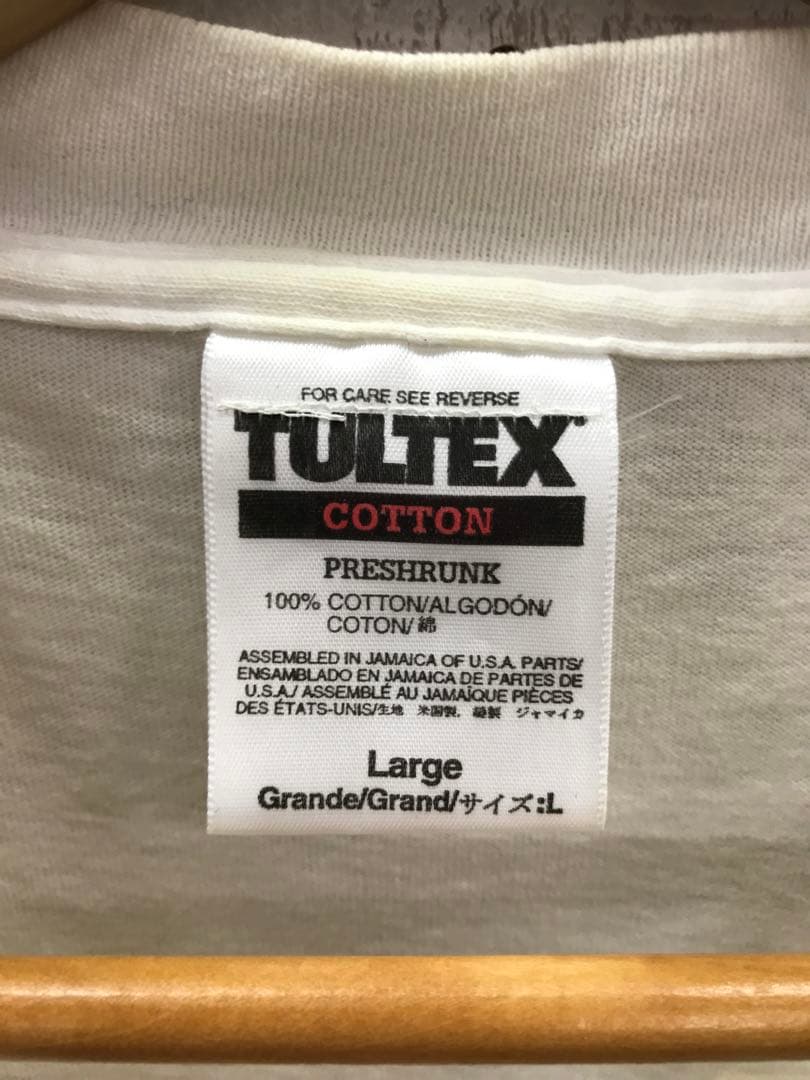 FOR CARE SEE REVERSE
TULTEX
COTTON
PRESHRUNK
100% COTTON/ALGODÓN/
COTON/綿
ASSEMBLED IN JAMAICA OF U.S.A. PARTS/
ENSAMBLADO EN JAMAICA DE PARTES DE
U.S.A./ ASSEMBLÉ AU JAMAÏQUE PIÈCES
DES ÉTATS-UNIS/生地 米国製. 縫製 ジャマイカ
Large
Grande/Grand/サイズ:L